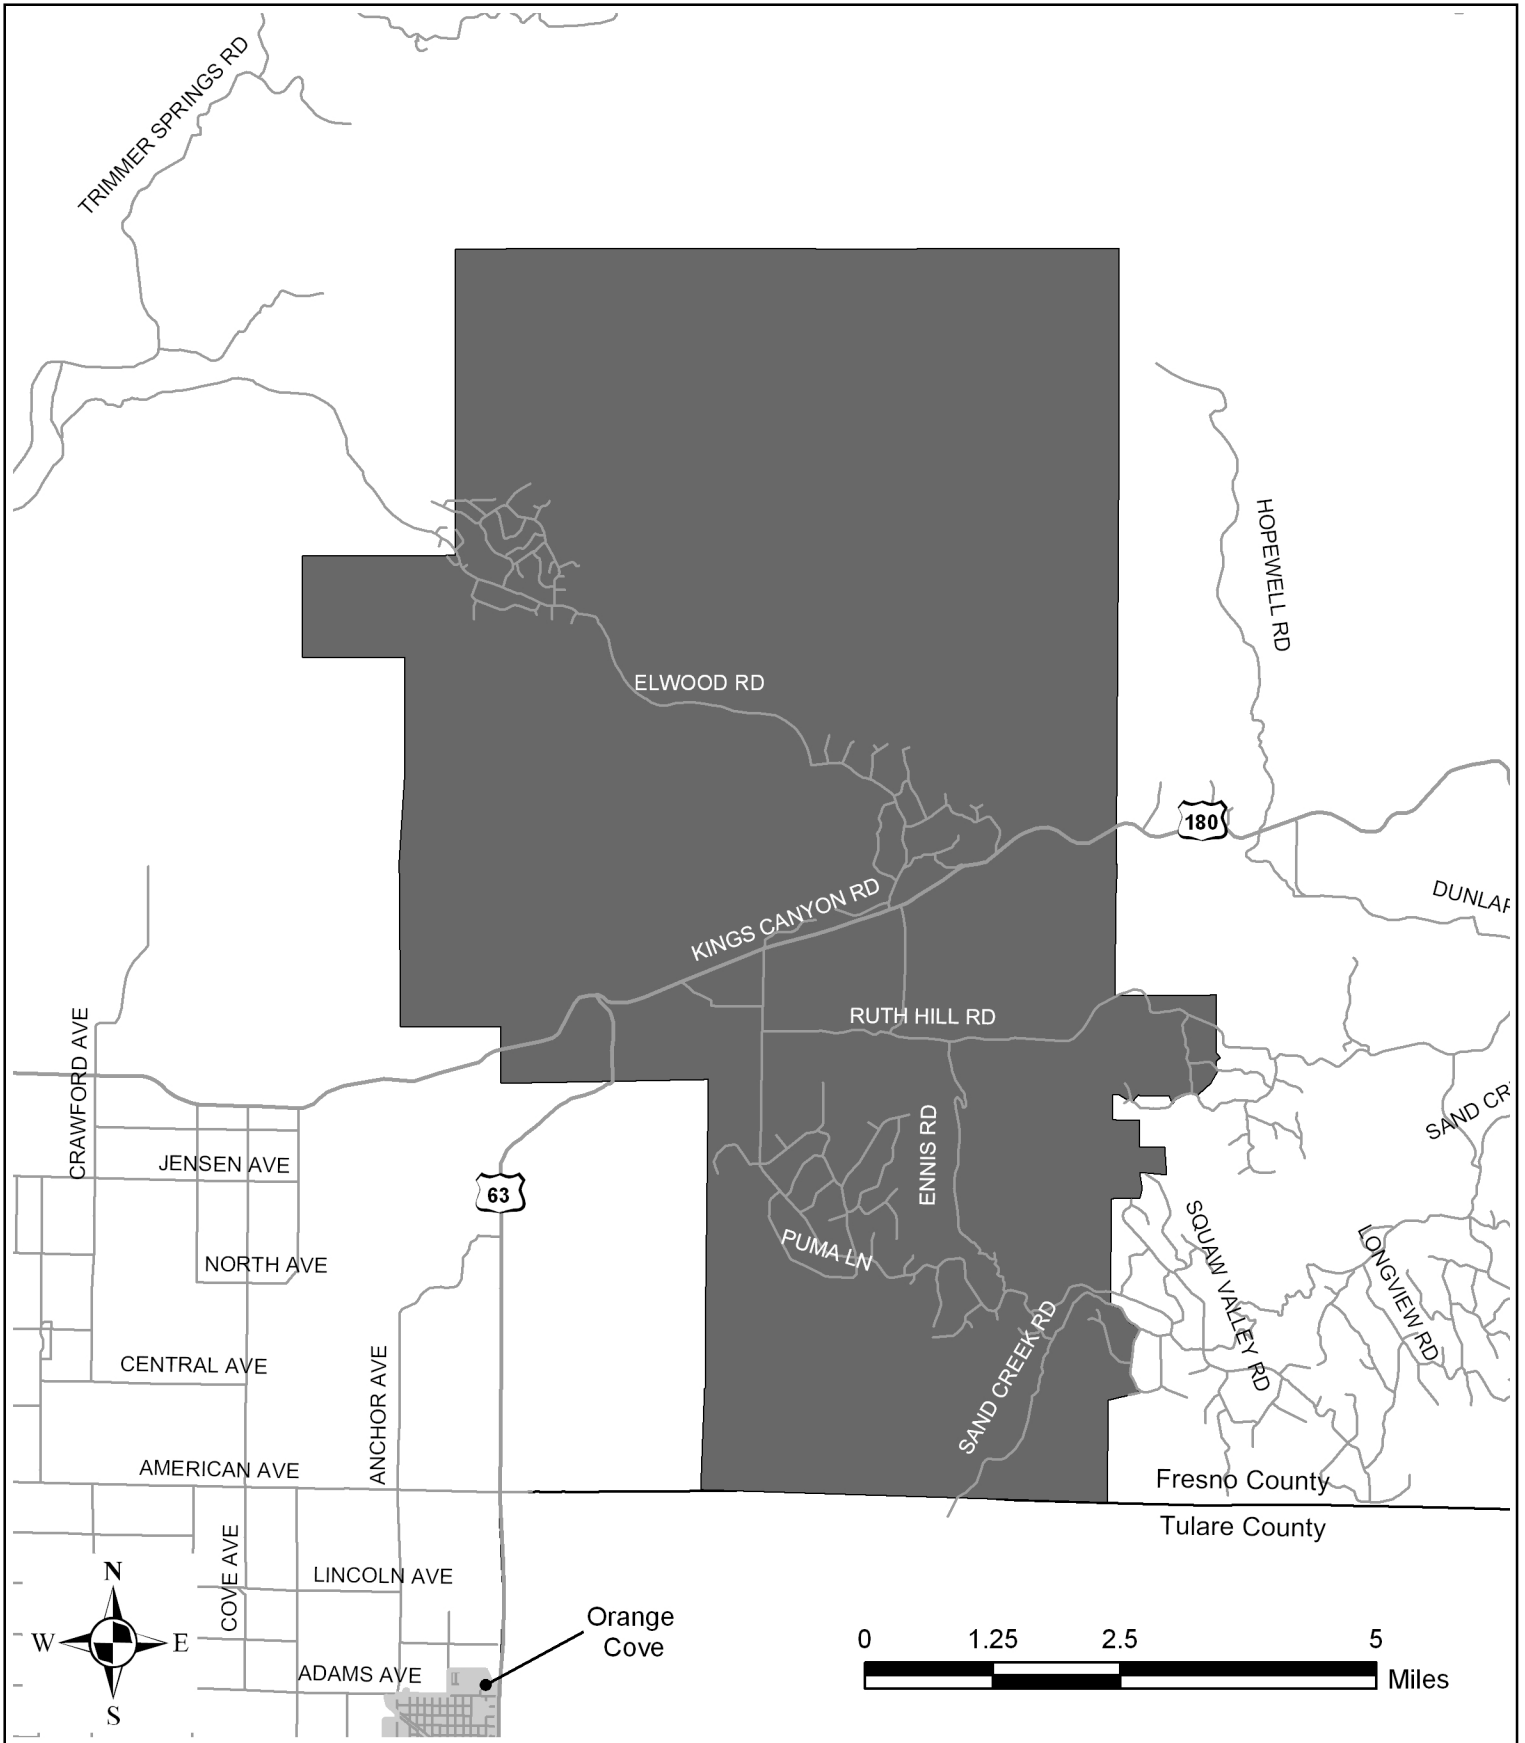 TRIMMER SPRINGS RD
HOPEWELL RD
ELWOOD RD
180
KINGS CANYON RD
DUNLAP
RUTH HILL RD
CRAWFORD AVE
SAND CR
ENNIS RD
JENSEN AVE
63
SQUAW VALLEY RD
LONGVIEW RD
PUMA LN
NORTH AVE
SAND CREEK RD
CENTRAL AVE
ANCHOR AVE
AMERICAN AVE
Fresno County
Tulare County
COVE AVE
LINCOLN AVE
N
W
E
S
Orange
Cove
ADAMS AVE
0 1.25 2.5 5
Miles